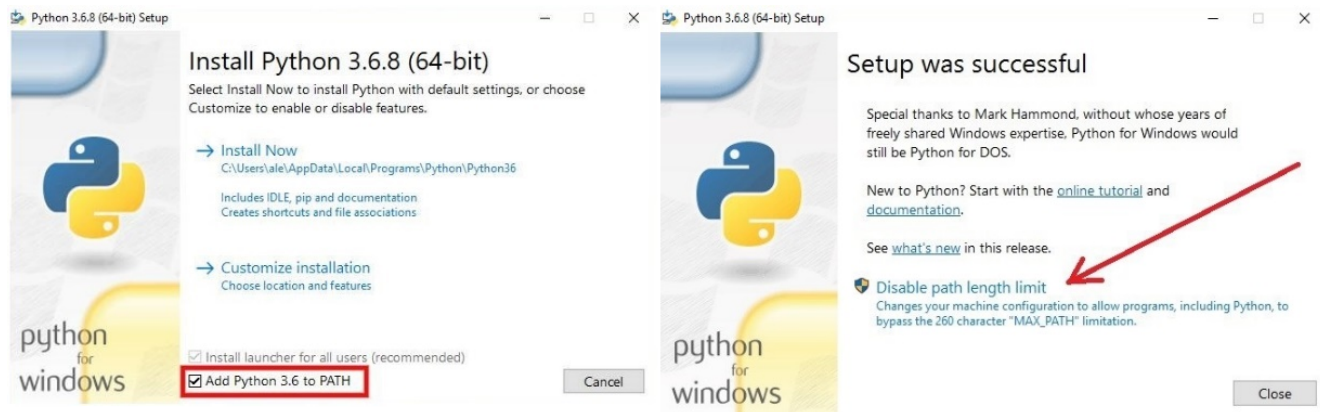 Python 3.6.8 (64-bit) Setup
Install Python 3.6.8 (64-bit)
Select Install Now to install Python with default settings, or choose
Customize to enable or disable features.
Install Now
C:\Users\ale\AppData\Local\Programs\Python\Python36
Includes IDLE, pip and documentation
Creates shortcuts and file associations
Customize installation
Choose location and features
Install launcher for all users (recommended)
Add Python 3.6 to PATH
Cancel
python
for
windows
Python 3.6.8 (64-bit) Setup
Setup was successful
Special thanks to Mark Hammond, without whose years of
freely shared Windows expertise, Python for Windows would
still be Python for DOS.
New to Python? Start with the online tutorial and
documentation.
See what's new in this release.
Disable path length limit
Changes your machine configuration to allow programs, including Python, to
bypass the 260 character "MAX_PATH" limitation.
python
for
windows
Close